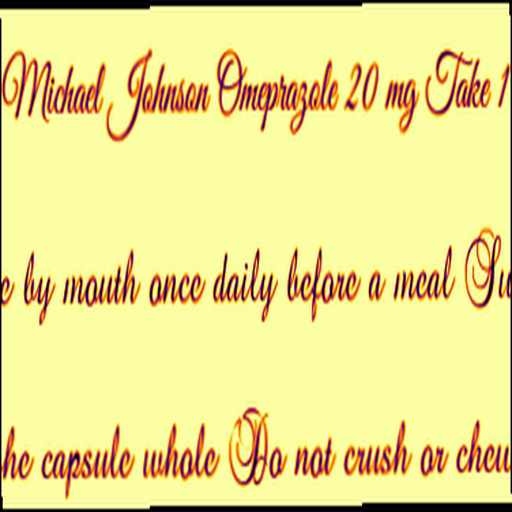 Michael Johnson Omeprazole 20 mg Take 1
by mouth once daily before a meal
capsule whole Do not crush or